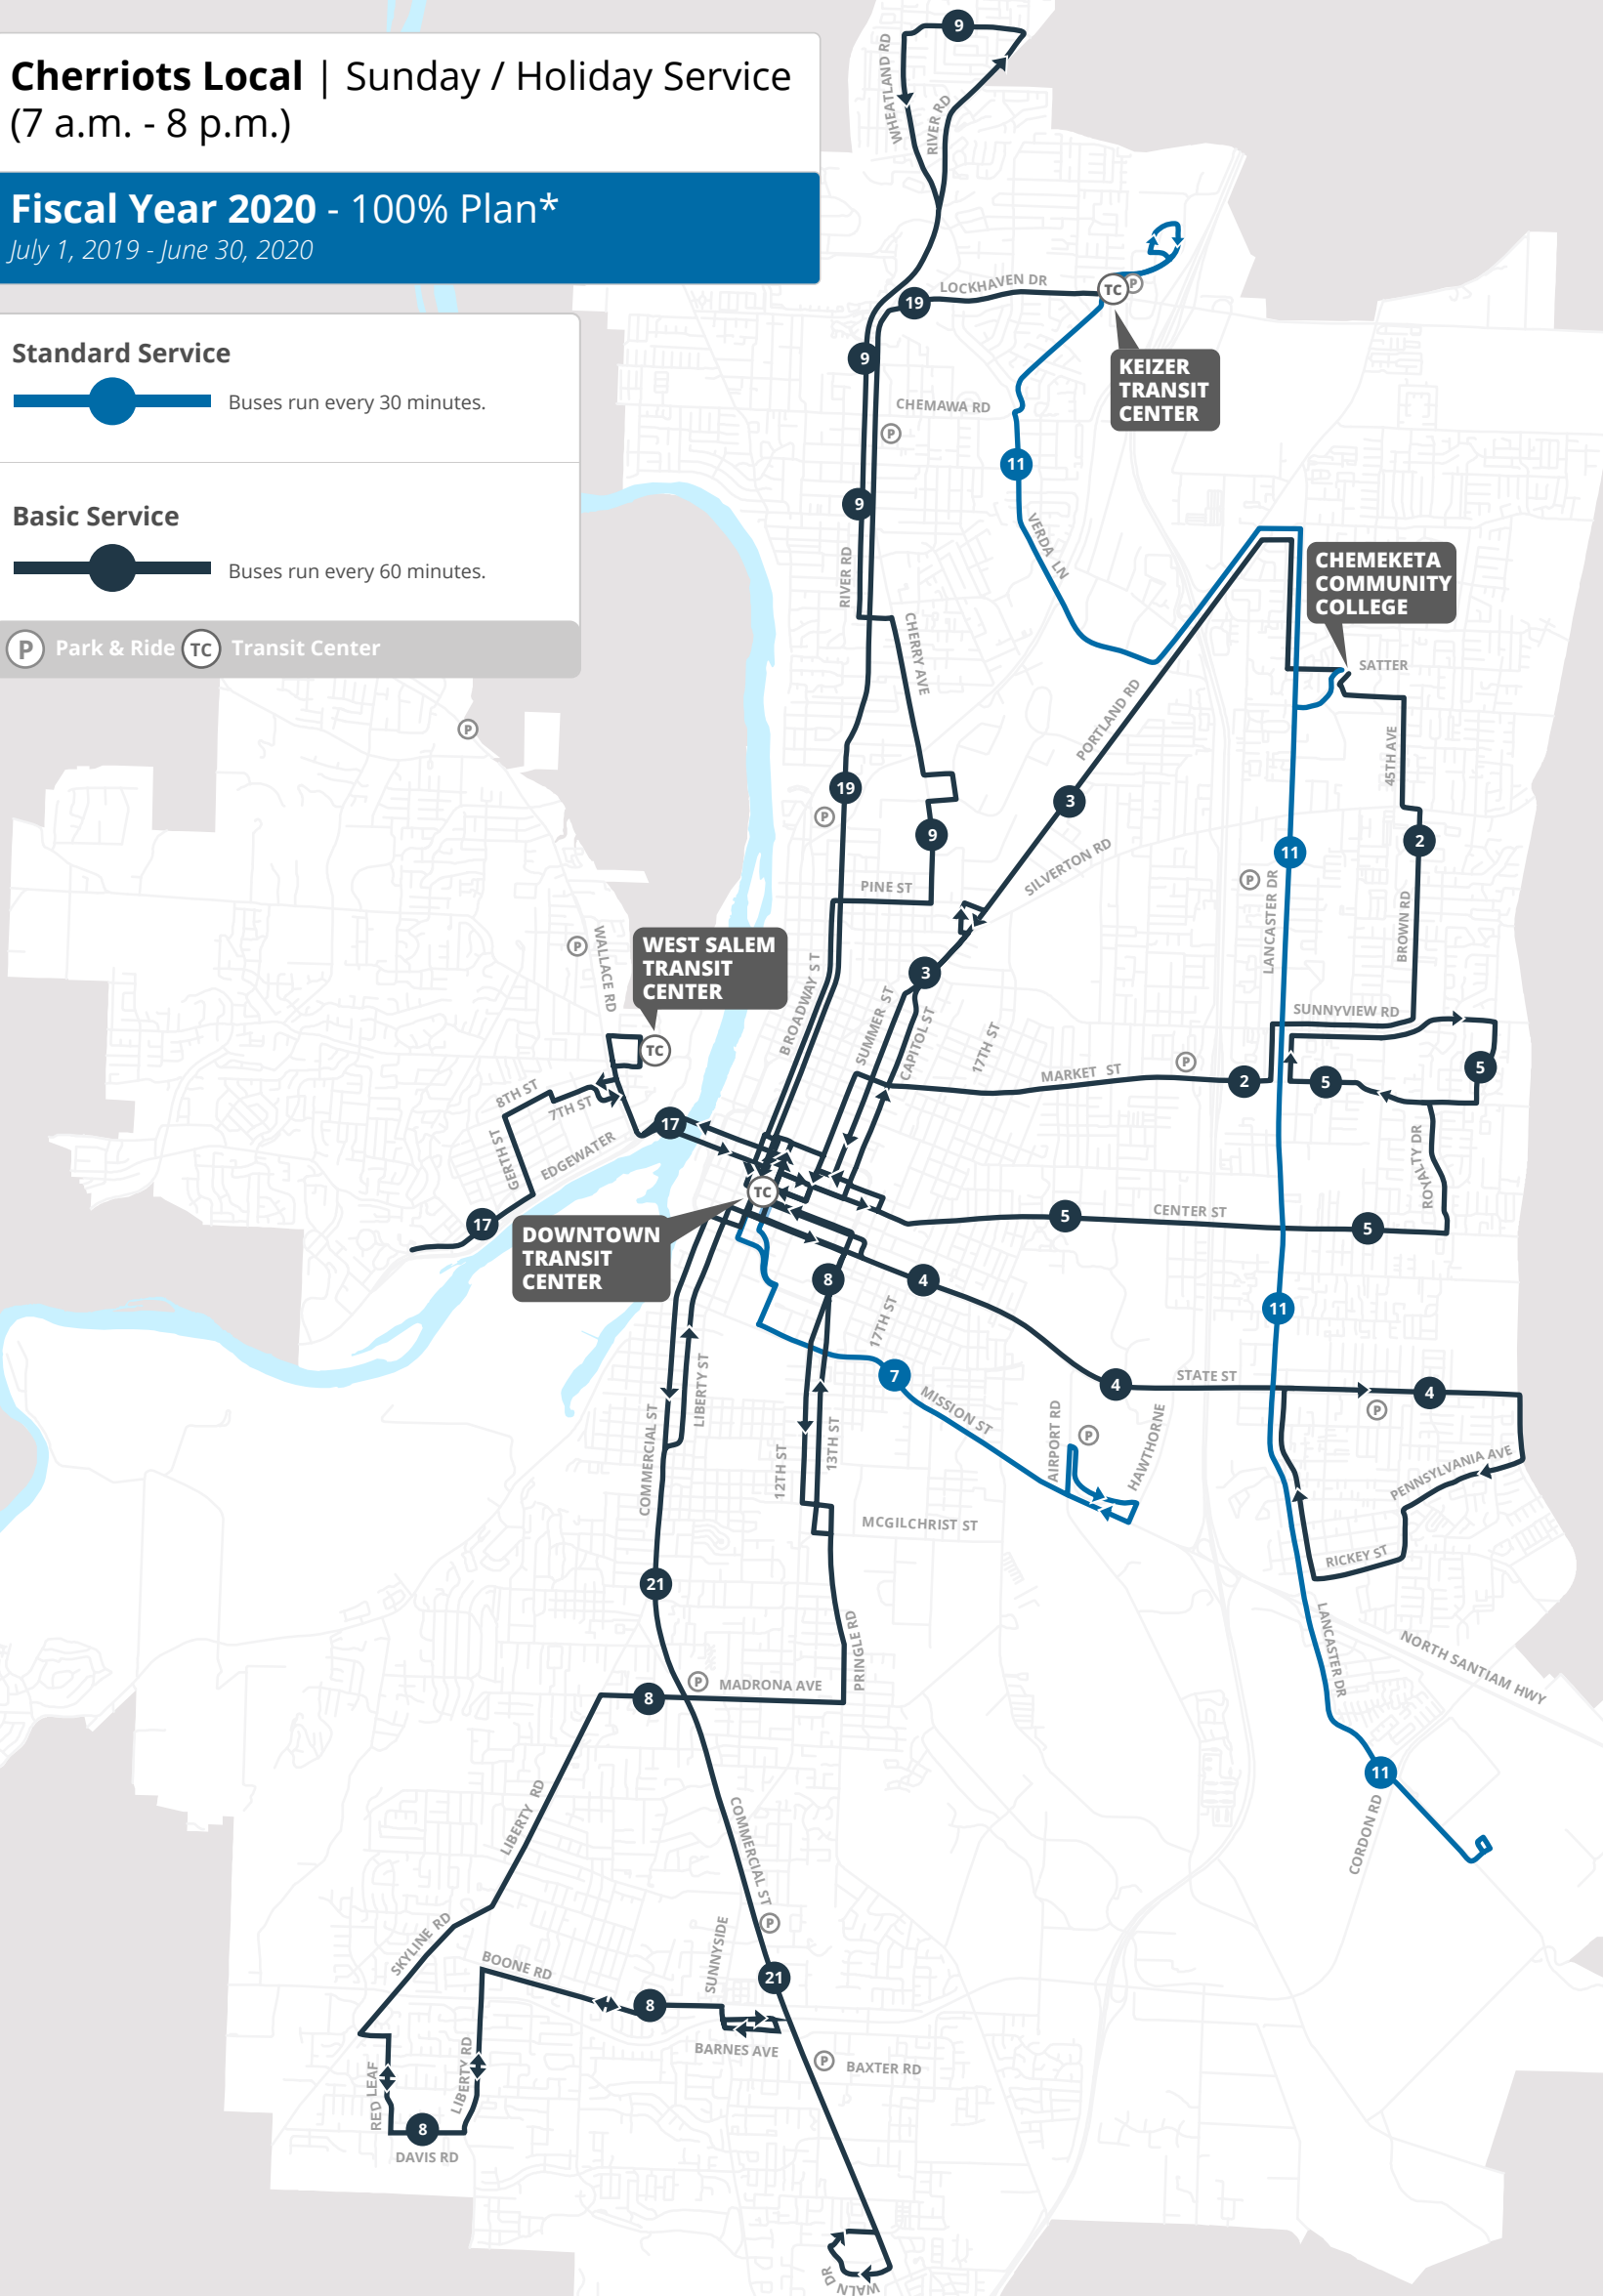 Cherriots Local | Sunday / Holiday Service
(7 a.m. - 8 p.m.)
Fiscal Year 2020 - 100% Plan*
July 1, 2019 - June 30, 2020
Standard Service
Buses run every 30 minutes.
Basic Service
Buses run every 60 minutes.
P Park & Ride TC Transit Center
9
WHEATLAND RD
RIVER RD
19
LOCKHAVEN DR
TC
P
KEIZER
TRANSIT
CENTER
9
CHEMAWA RD
P
11
9
VERDA LN
RIVER RD
CHERRY AVE
CHEMEKETA
COMMUNITY
COLLEGE
SATTER
PORTLAND RD
45TH AVE
P
19
P
3
9
2
11
SILVERTON RD
P
LANCASTER DR
BROWN RD
PINE ST
P
WALLACE RD
WEST SALEM
TRANSIT
CENTER
TC
BROADWAY ST
3
SUMMER ST
CAPITOL ST
17TH ST
SUNNYVIEW RD
MARKET ST
P
2
5
5
8TH ST
7TH ST
GERTH ST
EDGEWATER
17
17
ROYALTY DR
TC
DOWNTOWN
TRANSIT
CENTER
5
CENTER ST
5
8
4
11
17TH ST
7
MISSION ST
4
STATE ST
4
P
LIBERTY ST
COMMERCIAL ST
12TH ST
13TH ST
AIRPORT RD
P
HAWTHORNE
PENNSYLVANIA AVE
MCGILCHRIST ST
RICKEY ST
21
PRINGLE RD
LANCASTER DR
NORTH SANTIAM HWY
P
MADRONA AVE
8
11
CORDON RD
LIBERTY RD
COMMERCIAL ST
P
SKYLINE RD
BOONE RD
SUNNYSIDE
21
8
BARNES AVE
P
BAXTER RD
RED LEAF
LIBERTY RD
8
DAVIS RD
WALN DR